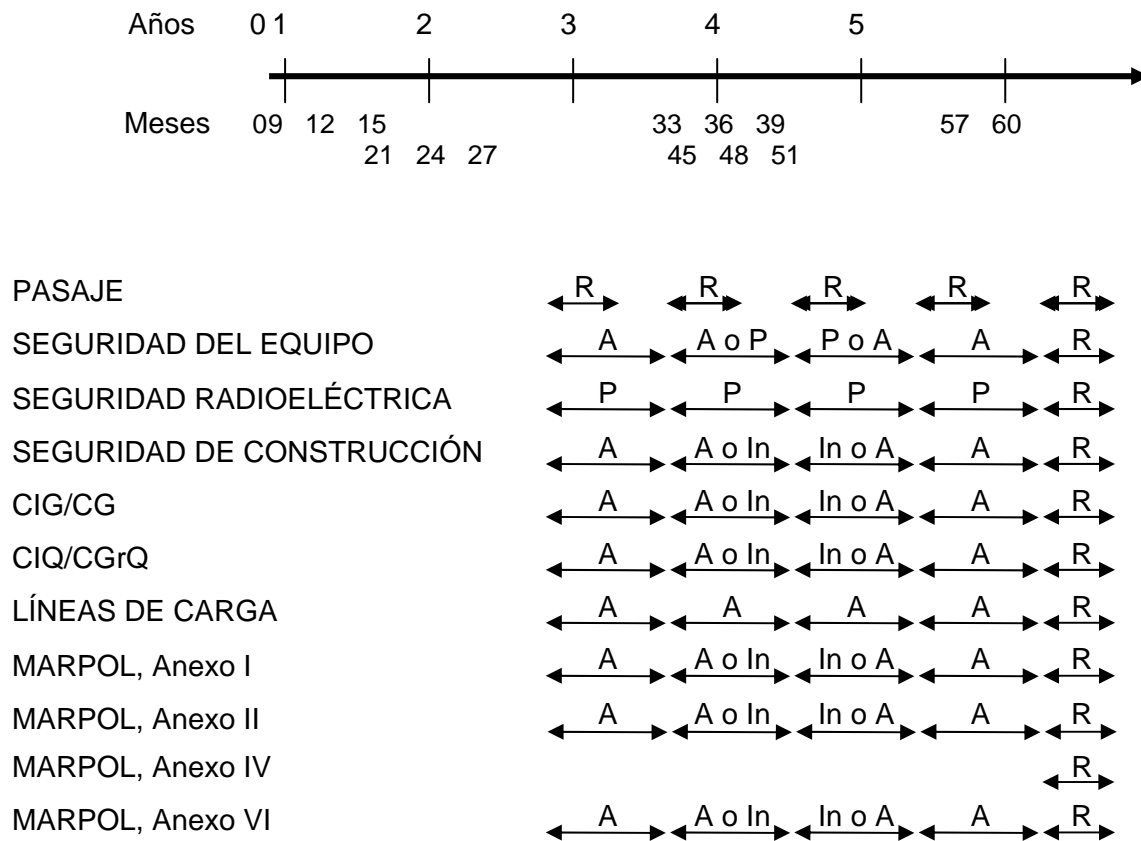 Años 0 1 2 3 4 5
Meses 09 12 15 33 36 39 57 60
21 24 27 45 48 51
PASAJE R R R R R
SEGURIDAD DEL EQUIPO A A o P P o A A R
SEGURIDAD RADIOELÉCTRICA P P P P R
SEGURIDAD DE CONSTRUCCIÓN A A o In In o A A R
CIG/CG A A o In In o A A R
CIQ/CGrQ A A o In In o A A R
LÍNEAS DE CARGA A A A A R
MARPOL, Anexo I A A o In In o A A R
MARPOL, Anexo II A A o In In o A A R
MARPOL, Anexo IV R
MARPOL, Anexo VI A A o In In o A A R